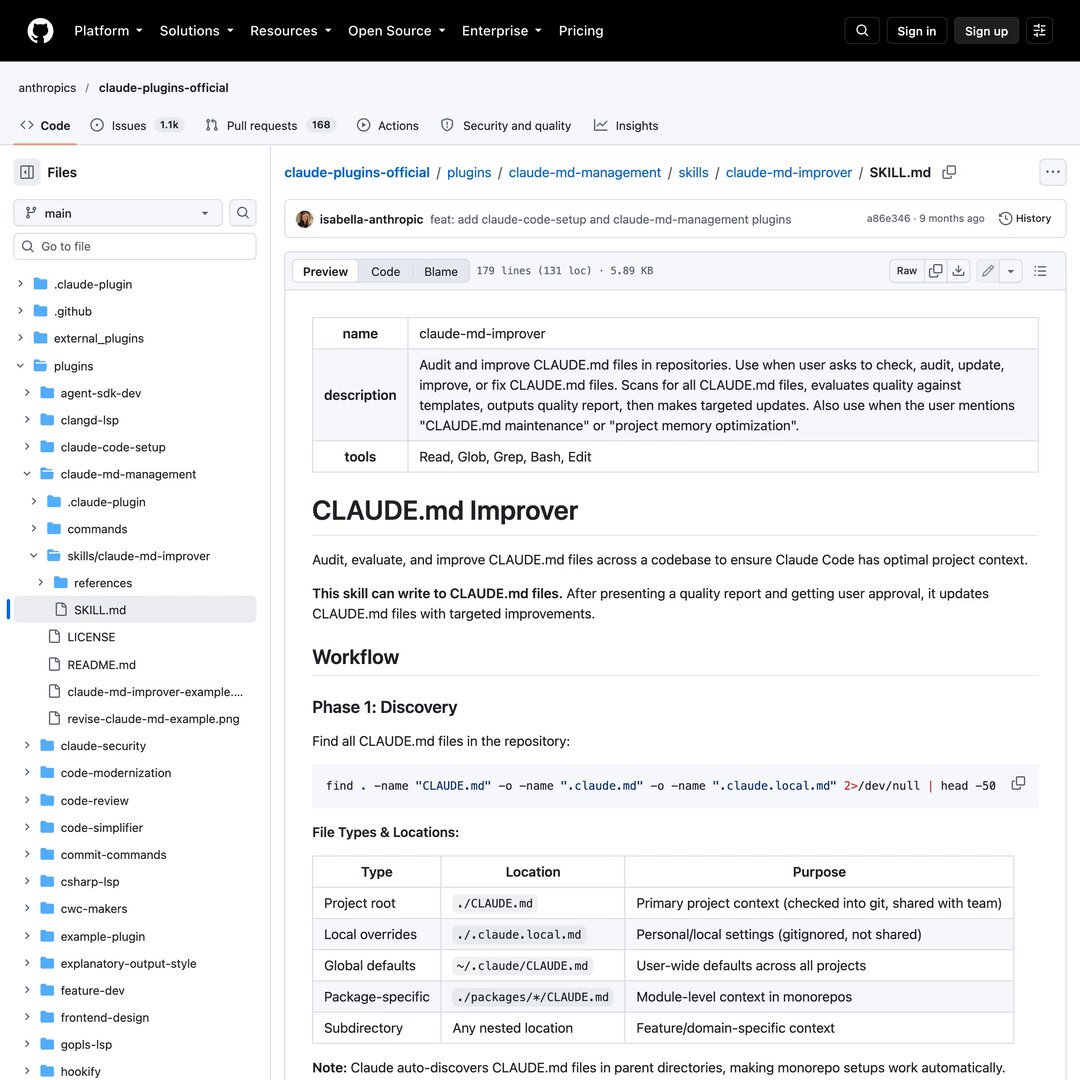 Platform Solutions Resources Open Source Enterprise Pricing Sign in Sign up
anthropics / claude-plugins-official
Code Issues 1.1k Pull requests 168 Actions Security and quality Insights
Files
main
Go to file
.claude-plugin
.github
external_plugins
plugins
agent-sdk-dev
clangd-lsp
claude-code-setup
claude-md-management
.claude-plugin
commands
skills/claude-md-improver
references
SKILL.md
LICENSE
README.md
claude-md-improver-example....
revise-claude-md-example.png
claude-security
code-modernization
code-review
code-simplifier
commit-commands
csharp-lsp
cwc-makers
example-plugin
explanatory-output-style
feature-dev
frontend-design
gopls-lsp
hookify
claude-plugins-official / plugins / claude-md-management / skills / claude-md-improver / SKILL.md
isabella-anthropic feat: add claude-code-setup and claude-md-management plugins a86e346 · 9 months ago History
Preview Code Blame 179 lines (131 loc) · 5.89 KB Raw
name claude-md-improver
description Audit and improve CLAUDE.md files in repositories. Use when user asks to check, audit, update,
improve, or fix CLAUDE.md files. Scans for all CLAUDE.md files, evaluates quality against
templates, outputs quality report, then makes targeted updates. Also use when the user mentions
"CLAUDE.md maintenance" or "project memory optimization".
tools Read, Glob, Grep, Bash, Edit
CLAUDE.md Improver
Audit, evaluate, and improve CLAUDE.md files across a codebase to ensure Claude Code has optimal project context.
This skill can write to CLAUDE.md files. After presenting a quality report and getting user approval, it updates
CLAUDE.md files with targeted improvements.
Workflow
Phase 1: Discovery
Find all CLAUDE.md files in the repository:
find . -name "CLAUDE.md" -o -name ".claude.md" -o -name ".claude.local.md" 2>/dev/null | head -50
File Types & Locations:
Type Location Purpose
Project root ./CLAUDE.md Primary project context (checked into git, shared with team)
Local overrides ./.claude.local.md Personal/local settings (gitignored, not shared)
Global defaults ~/.claude/CLAUDE.md User-wide defaults across all projects
Package-specific ./packages/*/CLAUDE.md Module-level context in monorepos
Subdirectory Any nested location Feature/domain-specific context
Note: Claude auto-discovers CLAUDE.md files in parent directories, making monorepo setups work automatically.